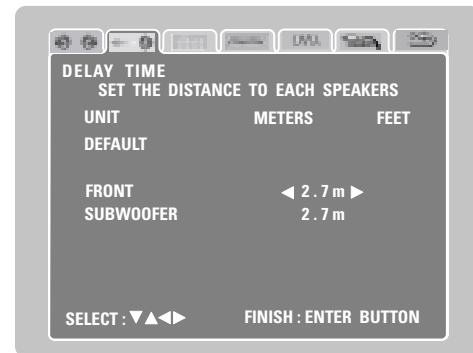 DELAY TIME
SET THE DISTANCE TO EACH SPEAKERS
UNIT METERS FEET
DEFAULT
FRONT ◀ 2.7 m ▶
SUBWOOFER 2.7 m
SELECT : ▼▲◀▶ FINISH : ENTER BUTTON